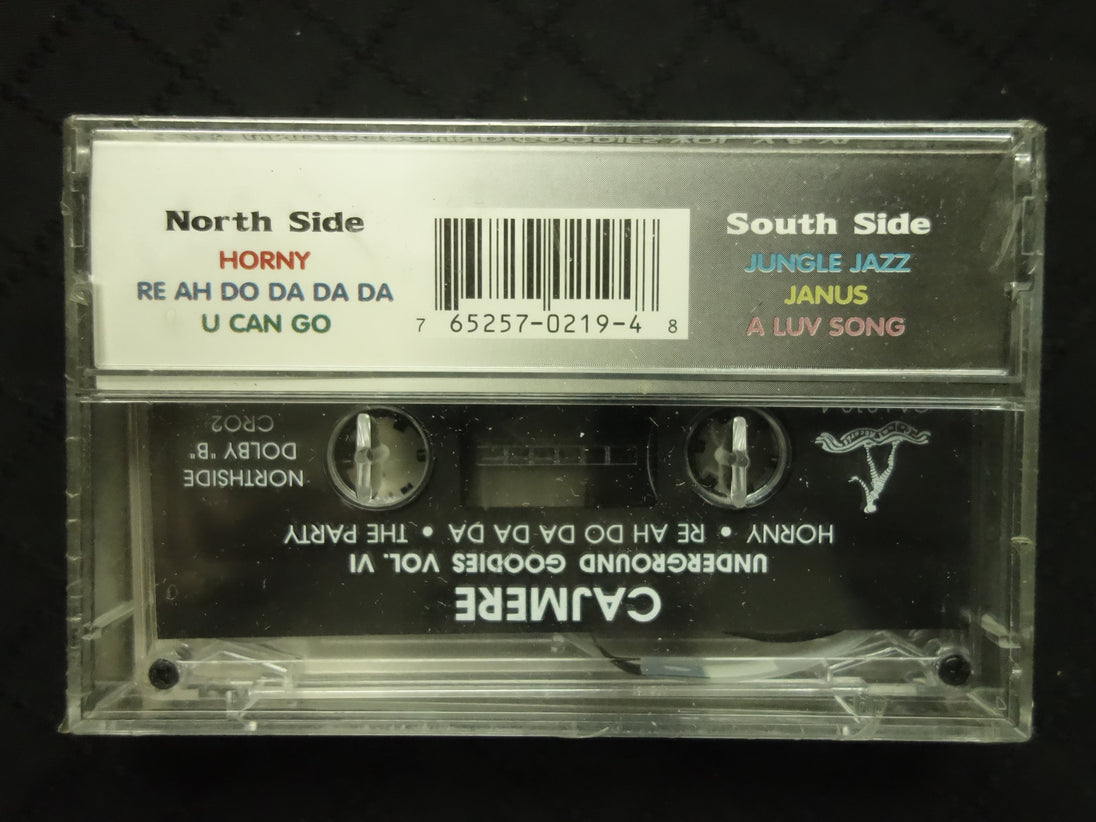 North Side
HORNY
RE AH DO DA DA DA
U CAN GO
7 65257-0219-4 8
South Side
JUNGLE JAZZ
JANUS
A LUV SONG
CAJMERE
UNDERGROUND GOODIES VOL. VI
HORNY • RE AH DO DA DA DA • THE PARTY
NORTHSIDE
DOLBY "B"
CRO2